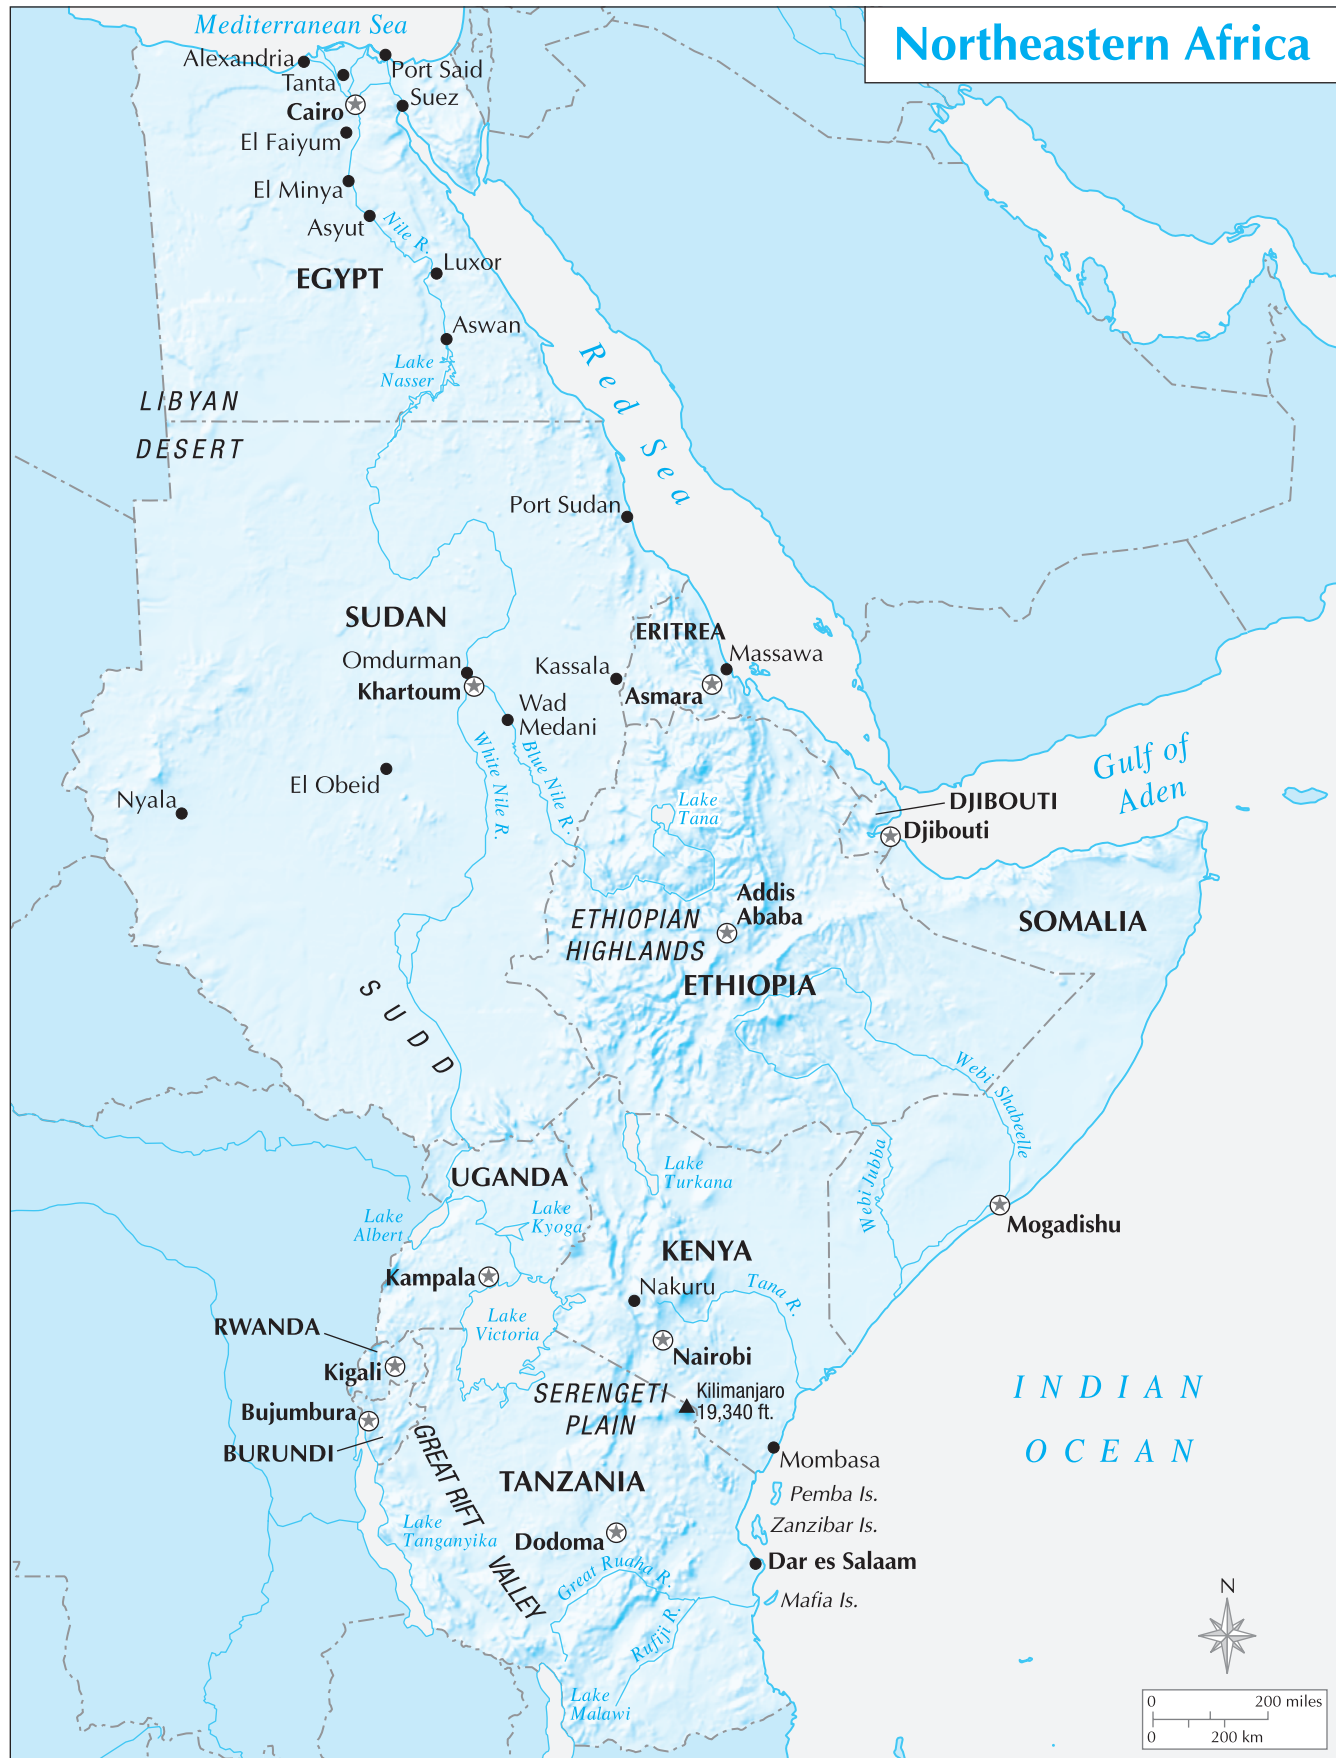 Northeastern Africa
Mediterranean Sea
Alexandria
Port Said
Tanta
Suez
Cairo
El Faiyum
El Minya
Asyut
Nile R.
Luxor
EGYPT
Aswan
Red Sea
Lake
Nasser
LIBYAN
DESERT
Port Sudan
SUDAN
ERITREA
Massawa
Omdurman
Kassala
Khartoum
Asmara
Wad
Medani
White Nile R.
Blue Nile R.
Gulf of
Aden
El Obeid
Nyala
Lake
Tana
DJIBOUTI
Djibouti
Addis
Ababa
ETHIOPIAN
HIGHLANDS
SOMALIA
ETHIOPIA
SUDD
Webi Shabeelle
Webi Jubba
Lake
Turkana
UGANDA
Lake
Kyoga
Lake
Albert
Mogadishu
KENYA
Kampala
Nakuru
Tana R.
Lake
Victoria
RWANDA
Nairobi
Kigali
SERENGETI
PLAIN
Kilimanjaro
19,340 ft.
INDIAN
OCEAN
Bujumbura
BURUNDI
GREAT RIFT
VALLEY
Mombasa
TANZANIA
Pemba Is.
Zanzibar Is.
Lake
Tanganyika
Dodoma
Dar es Salaam
Great Ruaha R.
Mafia Is.
Rufiji R.
Lake
Malawi
7
N
0 200 miles
0 200 km